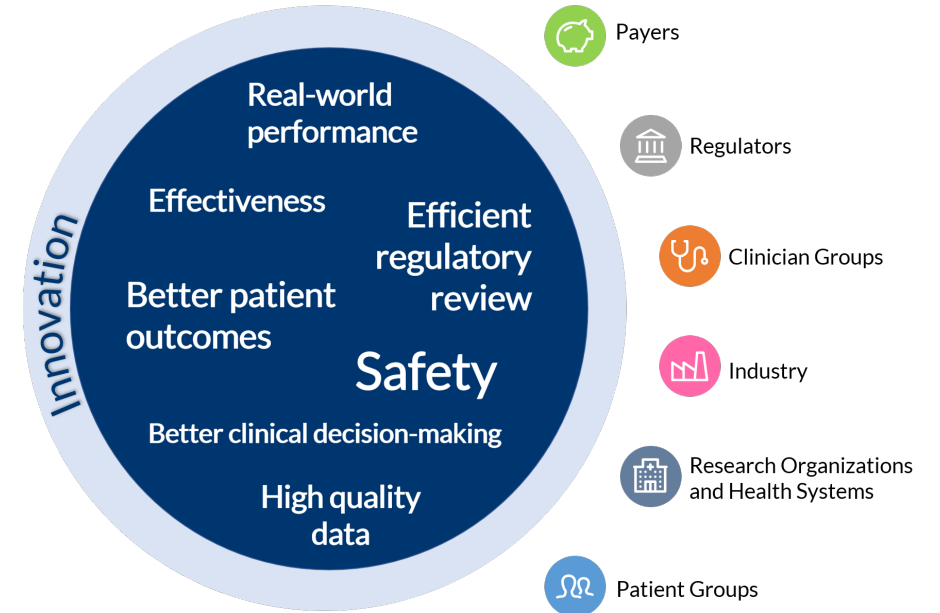 Innovation
Real-world
performance
Effectiveness
Efficient
regulatory
review
Better patient
outcomes
Safety
Better clinical decision-making
High quality
data
Payers
Regulators
Clinician Groups
Industry
Research Organizations
and Health Systems
Patient Groups